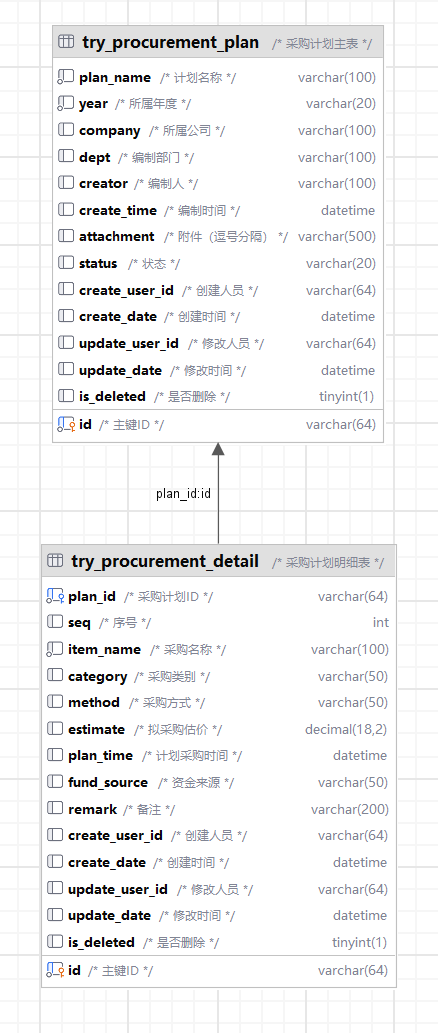 try_procurement_plan /* 采购计划主表 */
plan_name /* 计划名称 */ varchar(100)
year /* 所属年度 */ varchar(20)
company /* 所属公司 */ varchar(100)
dept /* 编制部门 */ varchar(100)
creator /* 编制人 */ varchar(100)
create_time /* 编制时间 */ datetime
attachment /* 附件（逗号分隔） */ varchar(500)
status /* 状态 */ varchar(20)
create_user_id /* 创建人员 */ varchar(64)
create_date /* 创建时间 */ datetime
update_user_id /* 修改人员 */ varchar(64)
update_date /* 修改时间 */ datetime
is_deleted /* 是否删除 */ tinyint(1)
id /* 主键ID */ varchar(64)
plan_id:id
try_procurement_detail /* 采购计划明细表 */
plan_id /* 采购计划ID */ varchar(64)
seq /* 序号 */ int
item_name /* 采购名称 */ varchar(100)
category /* 采购类别 */ varchar(50)
method /* 采购方式 */ varchar(50)
estimate /* 拟采购估价 */ decimal(18,2)
plan_time /* 计划采购时间 */ datetime
fund_source /* 资金来源 */ varchar(50)
remark /* 备注 */ varchar(200)
create_user_id /* 创建人员 */ varchar(64)
create_date /* 创建时间 */ datetime
update_user_id /* 修改人员 */ varchar(64)
update_date /* 修改时间 */ datetime
is_deleted /* 是否删除 */ tinyint(1)
id /* 主键ID */ varchar(64)